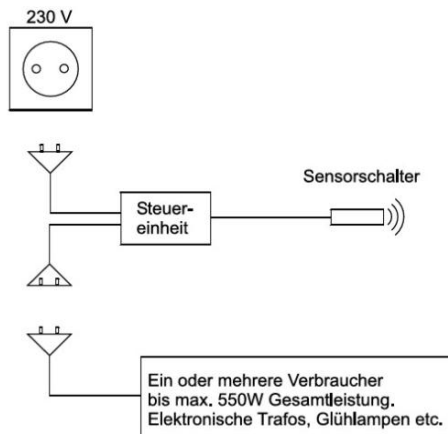 230 V
Sensorschalter
Steuer-
einheit
Ein oder mehrere Verbraucher
bis max. 550W Gesamtleistung.
Elektronische Trafos, Glühlampen etc.